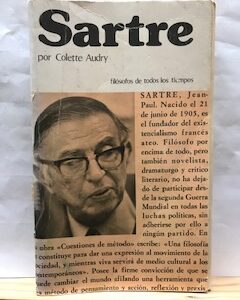 Sartre
por Colette Audry
filósofos de todos los tiempos
SARTRE, Jean-
Paul. Nacido el 21
de junio de 1905, es
el fundador del exis-
tencialismo francés
ateo. Filósofo por
encima de todo, pero
también novelista,
dramaturgo y crítico
literario, no ha deja-
do de participar des-
de la segunda Guerra
Mundial en todas las
luchas políticas, sin
adherirse por ello a
ningún partido. En
obra «Cuestiones de método» escribe: «Una filosofía
constituye para dar una expresión al movimiento de la
sociedad, y mientras viva servirá de medio cultural a los
contemporáneos». Posee la firme convicción de que se
puede cambiar el mundo difundiendo una herramienta que
es método de pensamiento y acción, reflexión y praxis